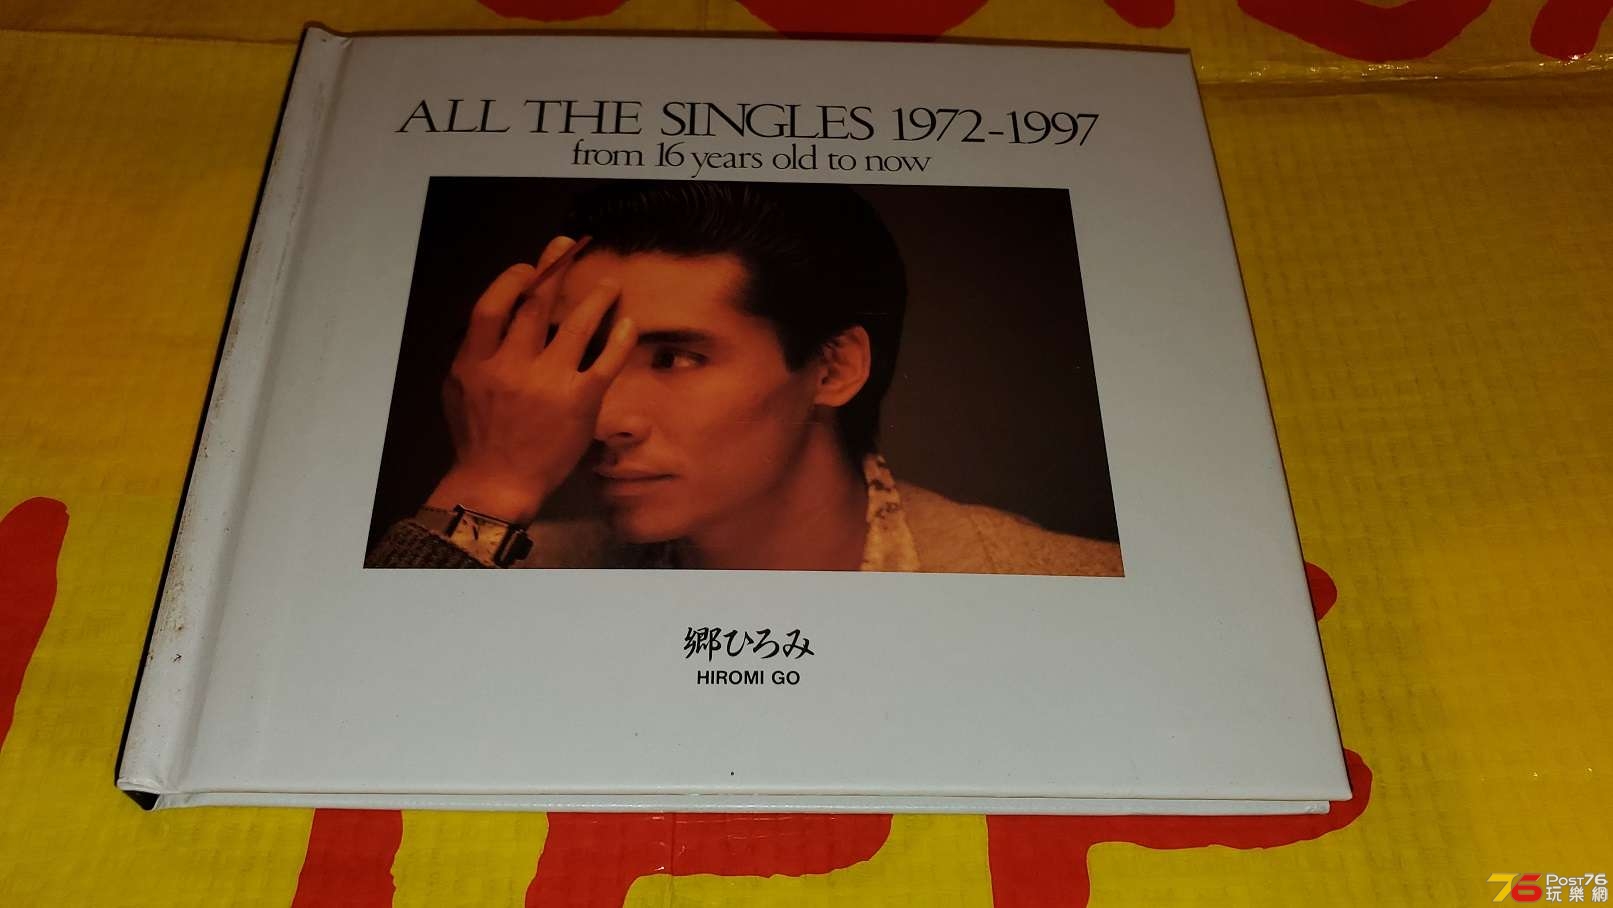 ALL THE SINGLES 1972-1997
from 16 years old to now
郷ひろみ
HIROMI GO
76 POST76
玩樂網